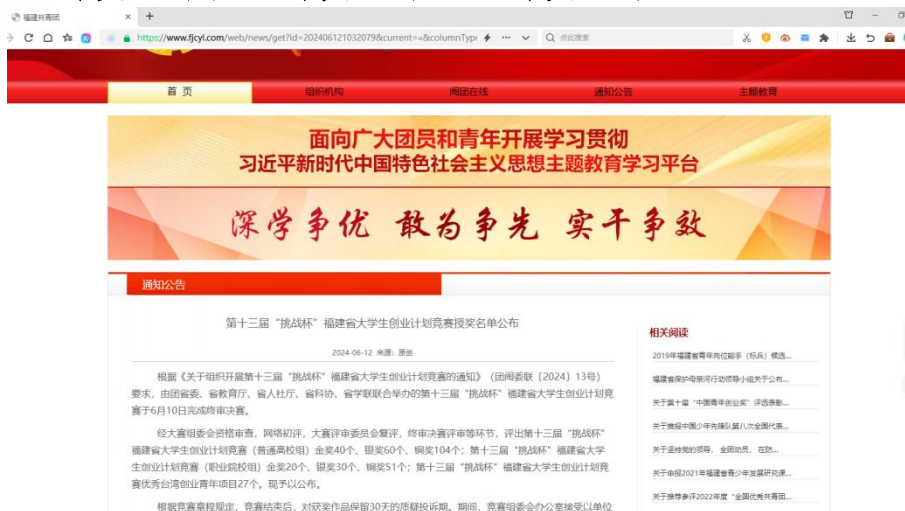 福建共青团
https://www.fjcyl.com/web/news/get?id=202406121032079&current=«&columnType
点此搜索
首 页
组织机构
闽团在线
通知公告
主题教育
面向广大团员和青年开展学习贯彻
习近平新时代中国特色社会主义思想主题教育学习平台
深学争优 敢为争先 实干争效
通知公告
第十三届“挑战杯”福建省大学生创业计划竞赛授奖名单公布
2024-06-12 来源: 原创
根据《关于组织开展第十三届“挑战杯”福建省大学生创业计划竞赛的通知》（团闽委联〔2024〕13号）
要求，由团省委、省教育厅、省人社厅、省科协、省学联联合举办的第十三届“挑战杯”福建省大学生创业计划竞
赛于6月10日完成终审决赛。
经大赛组委会资格审查，网络初评，大赛评审委员会复评，终审决赛评审等环节，评出第十三届“挑战杯”
福建省大学生创业计划竞赛（普通高校组）金奖40个、银奖60个、铜奖104个；第十三届“挑战杯”福建省大学
生创业计划竞赛（职业院校组）金奖20个、银奖30个、铜奖51个；第十三届“挑战杯”福建省大学生创业计划竞
赛优秀台湾创业青年项目27个。现予以公布。
根据竞赛章程规定，竞赛结束后，对获奖作品保留30天的质疑投诉期。期间，竞赛组委会办公室接受以单位
相关阅读
2019年福建省青年岗位能手（标兵）候选...
福建省保护母亲河行动领导小组关于公布...
关于第十届“中国青年创业奖”评选表彰...
关于推报中国少年先锋队第八次全国代表...
关于坚持党的领导、全团动员，在防...
关于申报2021年福建省青少年发展研究课...
关于推荐参评2022年度“全国优秀共青团...